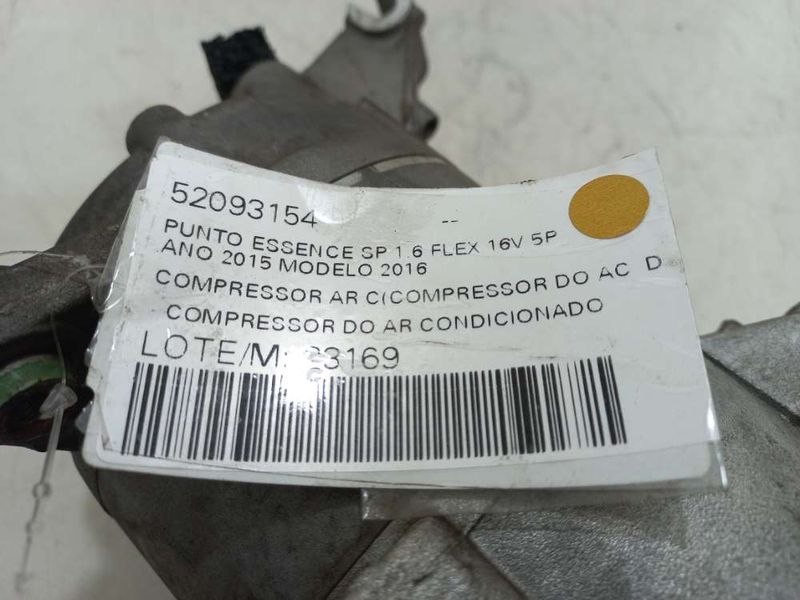 52093154 --
PUNTO ESSENCE SP 1.6 FLEX 16V 5P
ANO 2015 MODELO 2016
COMPRESSOR AR C(COMPRESSOR DO AC D
COMPRESSOR DO AR CONDICIONADO
LOTE/M